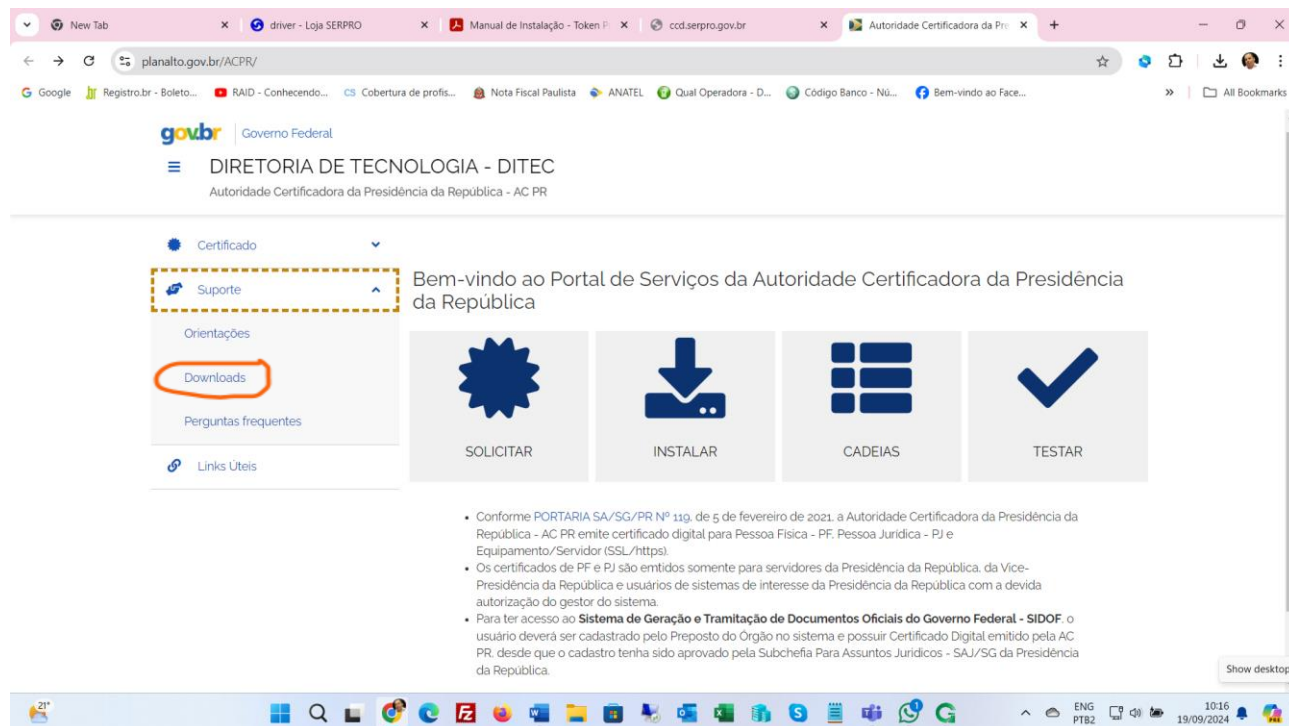 New Tab
driver - Loja SERPRO
Manual de Instalação - Token P
ccd.serpro.gov.br
Autoridade Certificadora da Pre
planalto.gov.br/ACPR/
Google
Registro.br - Boleto...
RAID - Conhecendo...
CS Cobertura de profis...
Nota Fiscal Paulista
ANATEL
Qual Operadora - D...
Código Banco - Nú...
Bem-vindo ao Face...
»
All Bookmarks
gov.br
Governo Federal
DIRETORIA DE TECNOLOGIA - DITEC
Autoridade Certificadora da Presidência da República - AC PR
Certificado
Suporte
Orientações
Downloads
Perguntas frequentes
Links Úteis
Bem-vindo ao Portal de Serviços da Autoridade Certificadora da Presidência
da República
SOLICITAR
INSTALAR
CADEIAS
TESTAR
• Conforme PORTARIA SA/SG/PR Nº 119, de 5 de fevereiro de 2021, a Autoridade Certificadora da Presidência da
República - AC PR emite certificado digital para Pessoa Física - PF, Pessoa Jurídica - PJ e
Equipamento/Servidor (SSL/https).
• Os certificados de PF e PJ são emtidos somente para servidores da Presidência da República, da Vice-
Presidência da República e usuários de sistemas de interesse da Presidência da República com a devida
autorização do gestor do sistema.
• Para ter acesso ao Sistema de Geração e Tramitação de Documentos Oficiais do Governo Federal - SIDOF, o
usuário deverá ser cadastrado pelo Preposto do Órgão no sistema e possuir Certificado Digital emitido pela AC
PR, desde que o cadastro tenha sido aprovado pela Subchefia Para Assuntos Jurídicos - SAJ/SG da Presidência
da República.
Show desktop
21°
ENG
PTB2
10:16
19/09/2024